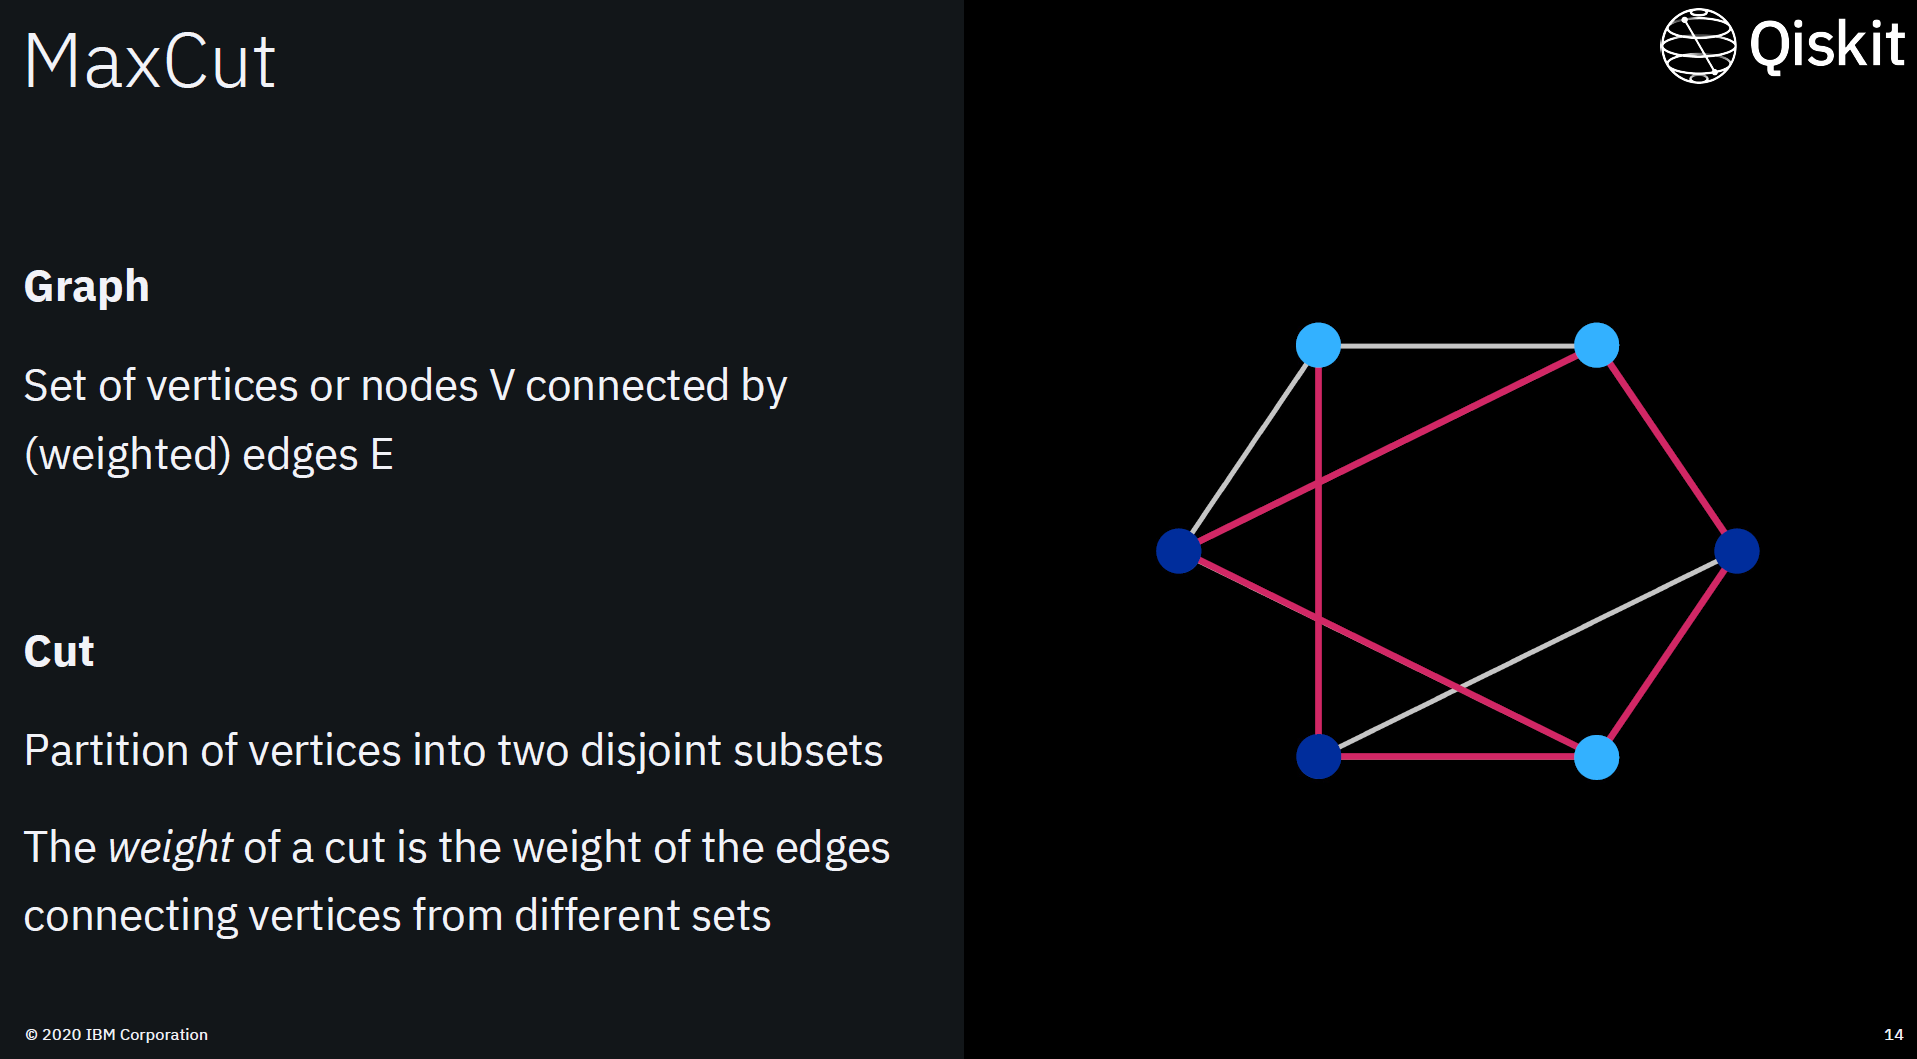 MaxCut
Qiskit
Graph
Set of vertices or nodes V connected by
(weighted) edges E
Cut
Partition of vertices into two disjoint subsets
The weight of a cut is the weight of the edges
connecting vertices from different sets
© 2020 IBM Corporation
14